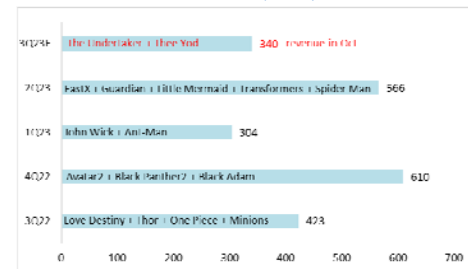 3Q23F The Undertaker + Thee Yod 340 revenue in Oct
2Q23 FastX + Guardian + Little Mermaid + Transformers + Spider Man 566
1Q23 John Wick + Ant-Man 304
4Q22 Avatar2 + Black Panther2 + Black Adam 610
3Q22 Love Destiny + Thor + One Piece + Minions 423
0 100 200 300 400 500 600 700